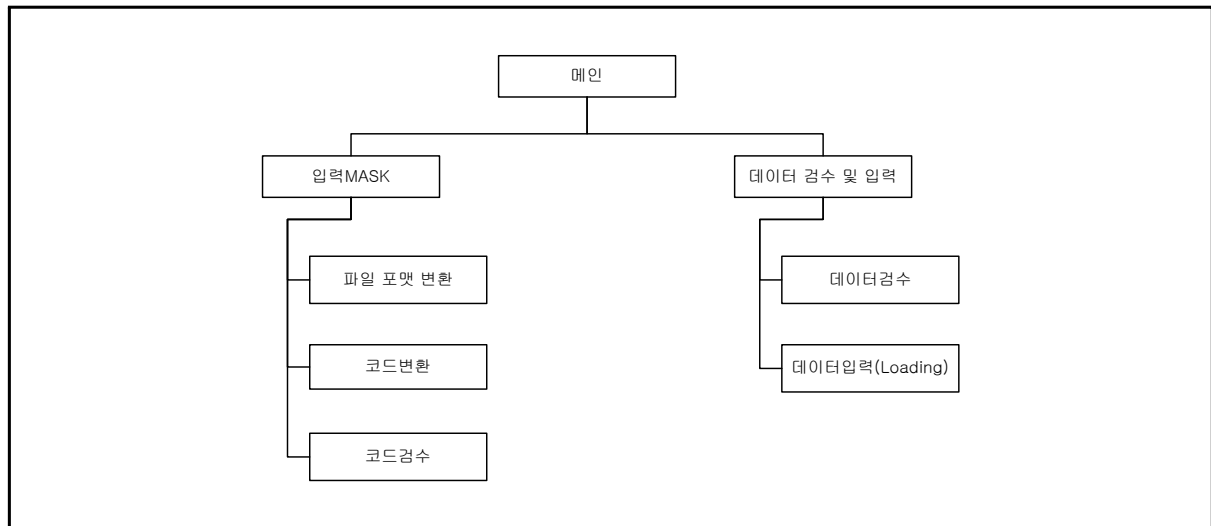 메인
입력MASK
데이터 검수 및 입력
파일 포맷 변환
코드변환
코드검수
데이터검수
데이터입력(Loading)